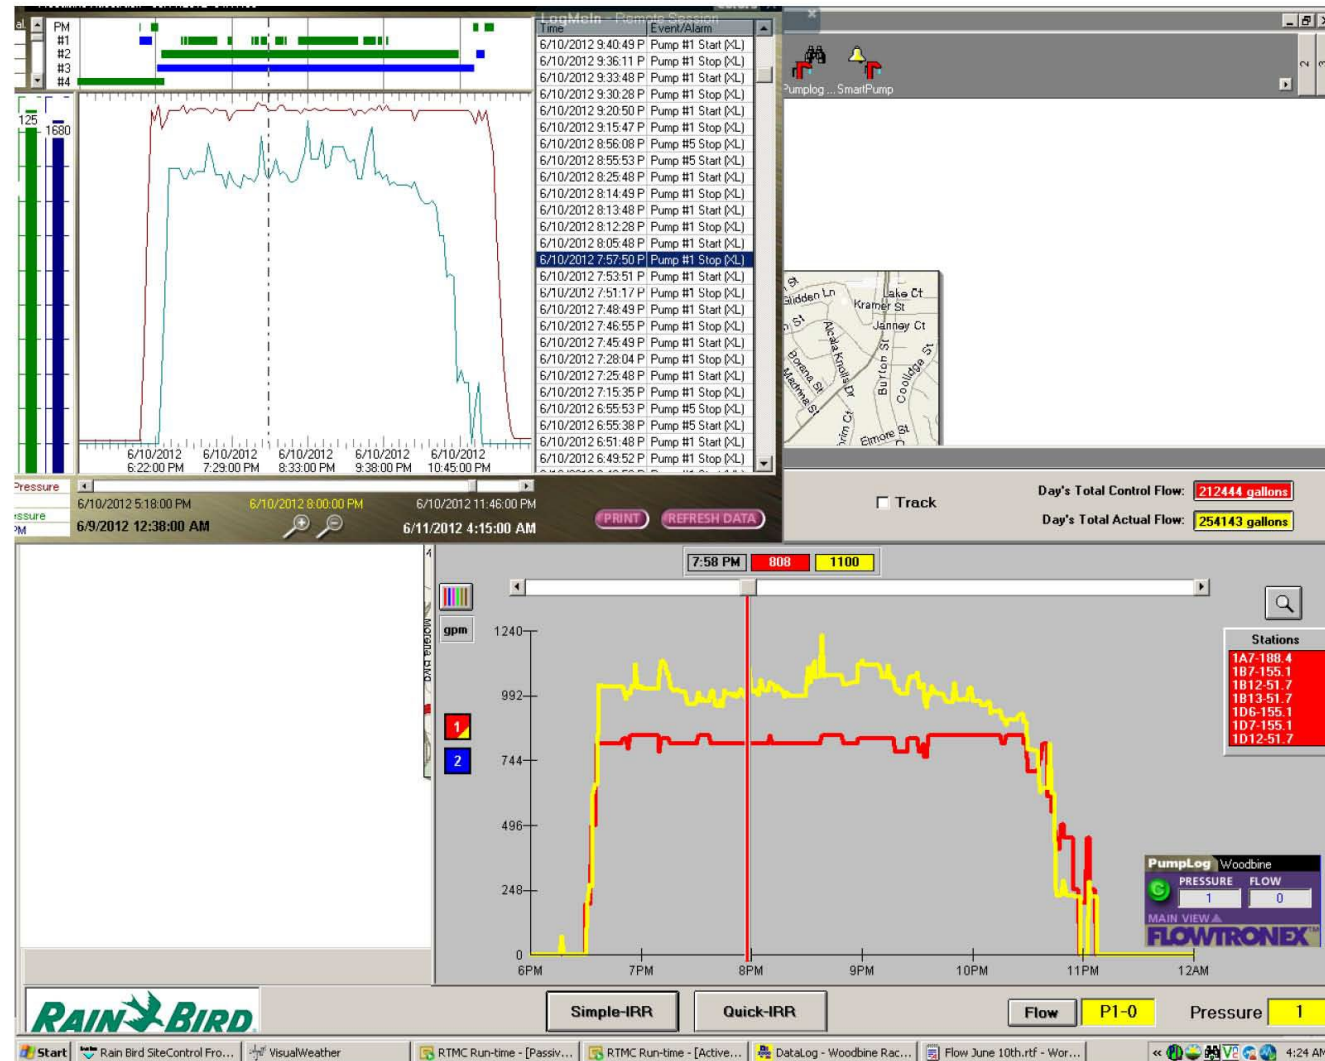 LogMeIn - Remote Session
al.
PM
#1
#2
#3
#4
125
1680
Time Event/Alarm
6/10/2012 9:40:49 P Pump #1 Start (XL)
6/10/2012 9:36:11 P Pump #1 Stop (XL)
6/10/2012 9:33:48 P Pump #1 Start (XL)
6/10/2012 9:30:28 P Pump #1 Stop (XL)
6/10/2012 9:20:50 P Pump #1 Start (XL)
6/10/2012 9:15:47 P Pump #1 Stop (XL)
6/10/2012 8:56:08 P Pump #5 Stop (XL)
6/10/2012 8:55:53 P Pump #5 Start (XL)
6/10/2012 8:25:48 P Pump #1 Start (XL)
6/10/2012 8:14:49 P Pump #1 Stop (XL)
6/10/2012 8:13:48 P Pump #1 Start (XL)
6/10/2012 8:12:28 P Pump #1 Stop (XL)
6/10/2012 8:05:48 P Pump #1 Start (XL)
6/10/2012 7:57:50 P Pump #1 Stop (XL)
6/10/2012 7:53:51 P Pump #1 Start (XL)
6/10/2012 7:51:17 P Pump #1 Stop (XL)
6/10/2012 7:48:49 P Pump #1 Start (XL)
6/10/2012 7:46:55 P Pump #1 Stop (XL)
6/10/2012 7:45:49 P Pump #1 Start (XL)
6/10/2012 7:28:04 P Pump #1 Stop (XL)
6/10/2012 7:25:48 P Pump #1 Start (XL)
6/10/2012 7:15:35 P Pump #1 Stop (XL)
6/10/2012 6:55:53 P Pump #5 Stop (XL)
6/10/2012 6:55:38 P Pump #5 Start (XL)
6/10/2012 6:51:48 P Pump #1 Start (XL)
6/10/2012 6:49:52 P Pump #1 Stop (XL)
6/10/2012 6/10/2012 6/10/2012 6/10/2012 6/10/2012
6:22:00 PM 7:29:00 PM 8:33:00 PM 9:38:00 PM 10:45:00 PM
Pressure
ssure
PM
6/10/2012 5:18:00 PM 6/10/2012 8:00:00 PM 6/10/2012 11:46:00 PM
6/9/2012 12:38:00 AM 6/11/2012 4:15:00 AM
PRINT REFRESH DATA
Pumplog ... SmartPump
2
3
Glidden Ln
Lake Ct
Kramer St
Janney Ct
Alcala Knolls Dr
Burton St
Coolidge St
Borana St
Madrina St
Elmore St
Track
Day's Total Control Flow: 212444 gallons
Day's Total Actual Flow: 254143 gallons
Morena Blvd
7:58 PM 808 1100
gpm
1
2
1240
992
744
496
248
0
6PM 7PM 8PM 9PM 10PM 11PM 12AM
Stations
1A7-188.4
1B7-155.1
1B12-51.7
1B13-51.7
1D6-155.1
1D7-155.1
1D12-51.7
PumpLog Woodbine
PRESSURE FLOW
1 0
MAIN VIEW
FLOWTRONEX™
RAIN BIRD
Simple-IRR Quick-IRR
Flow P1-0 Pressure 1
Start Rain Bird SiteControl Fro... VisualWeather RTMC Run-time - [Passiv... RTMC Run-time - [Active... DataLog - Woodbine Rac... Flow June 10th.rtf - Wor... « 4:24 AM